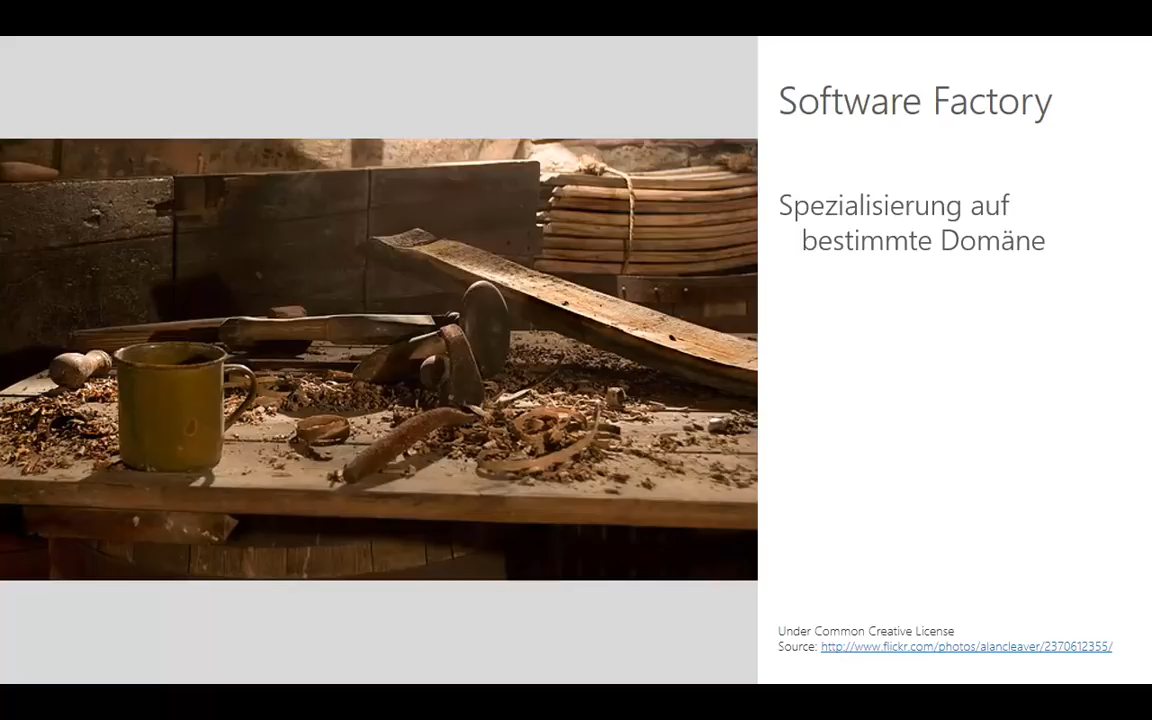 Software Factory
Spezialisierung auf
bestimmte Domäne
Under Common Creative License
Source: http://www.flickr.com/photos/alancleaver/2370612355/